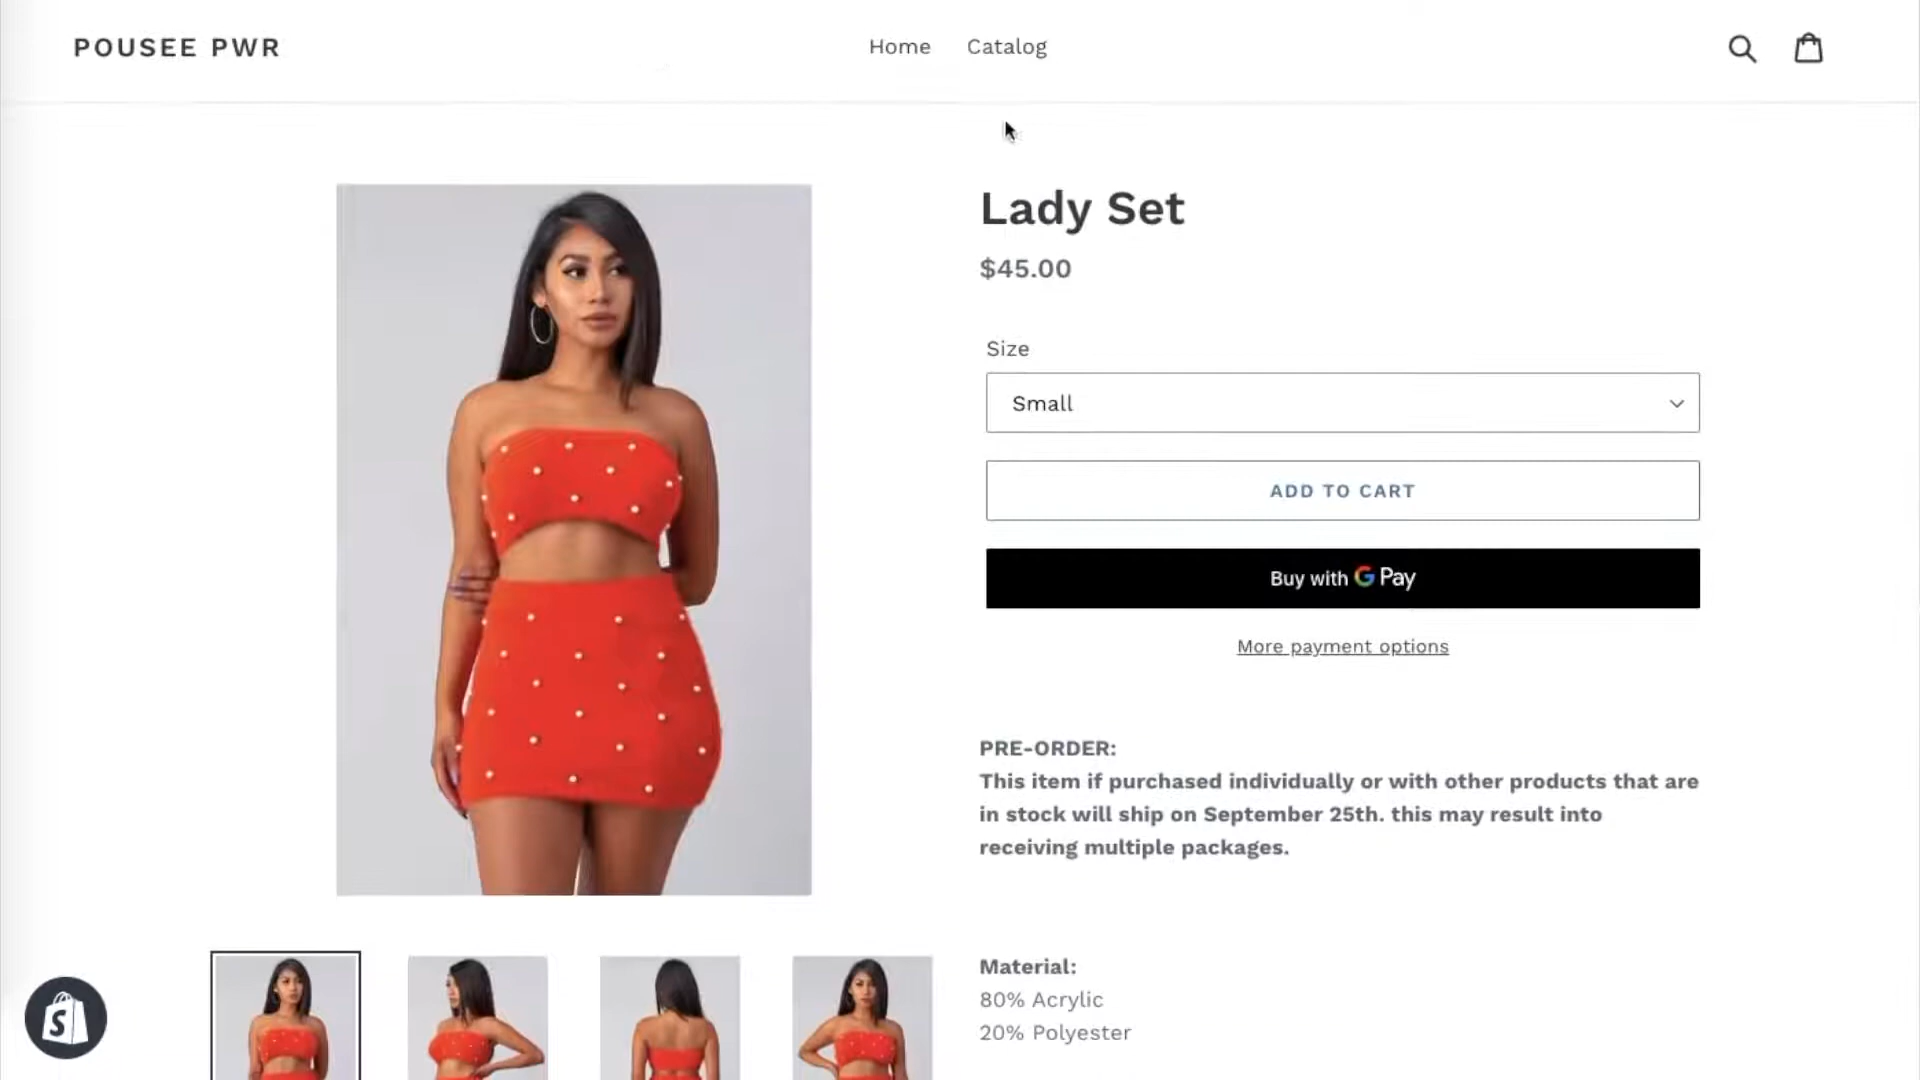 POUSEE PWR
Home
Catalog
Lady Set
$45.00
Size
Small
ADD TO CART
Buy with G Pay
More payment options
PRE-ORDER:
This item if purchased individually or with other products that are
in stock will ship on September 25th. this may result into
receiving multiple packages.
Material:
80% Acrylic
20% Polyester
S